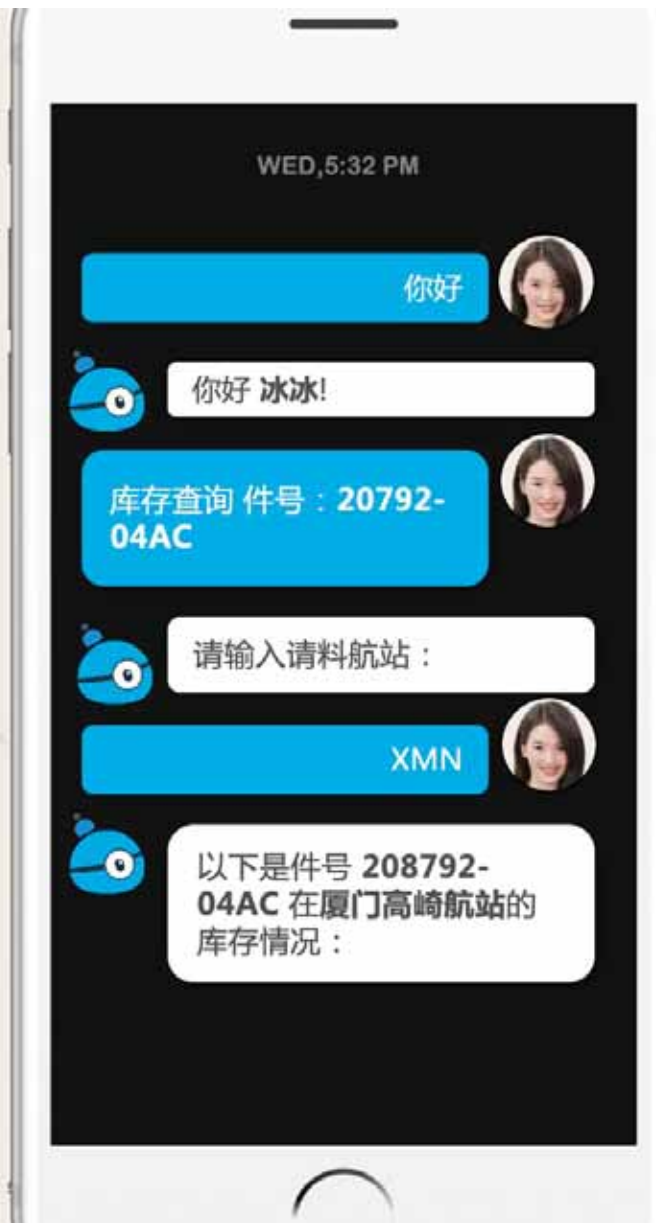 WED,5:32 PM
你好
你好 冰冰!
库存查询 件号：20792-
04AC
请输入请料航站：
XMN
以下是件号 208792-
04AC 在厦门高崎航站的
库存情况：